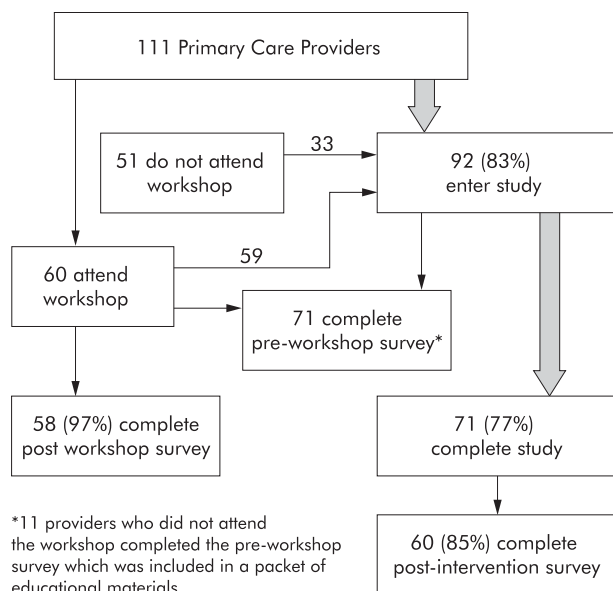 111 Primary Care Providers
51 do not attend
workshop
33
92 (83%)
enter study
60 attend
workshop
59
71 complete
pre-workshop survey*
58 (97%) complete
post workshop survey
71 (77%)
complete study
*11 providers who did not attend
the workshop completed the pre-workshop
survey which was included in a packet of
educational materials
60 (85%) complete
post-intervention survey